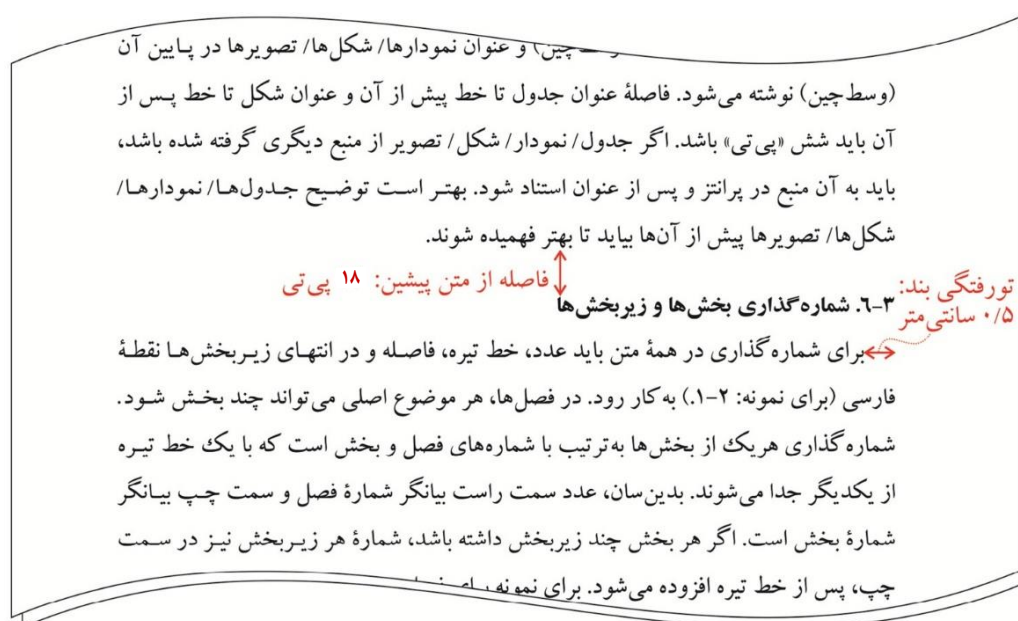 چین) و عنوان نمودارها/ شکل‌ها/ تصویرها در پایین آن
(وسط‌چین) نوشته می‌شود. فاصلهٔ عنوان جدول تا خط پیش از آن و عنوان شکل تا خط پس از
آن باید شش «پی‌تی» باشد. اگر جدول/ نمودار/ شکل/ تصویر از منبع دیگری گرفته شده باشد،
باید به آن منبع در پرانتز و پس از عنوان استناد شود. بهتر است توضیح جدول‌ها/ نمودارها/
شکل‌ها/ تصویرها پیش از آن‌ها بیاید تا بهتر فهمیده شوند.
فاصله از متن پیشین: ۱۸ پی‌تی
تورفتگی بند:
۰/۵ سانتی‌متر
۳-۶. شماره‌گذاری بخش‌ها و زیربخش‌ها
برای شماره‌گذاری در همهٔ متن باید عدد، خط تیره، فاصله و در انتهای زیربخش‌ها نقطهٔ
فارسی (برای نمونه: ۲-۱.) به‌کار رود. در فصل‌ها، هر موضوع اصلی می‌تواند چند بخش شود.
شماره‌گذاری هریک از بخش‌ها به‌ترتیب با شماره‌های فصل و بخش است که با یک خط تیره
از یکدیگر جدا می‌شوند. بدین‌سان، عدد سمت راست بیانگر شمارهٔ فصل و سمت چپ بیانگر
شمارهٔ بخش است. اگر هر بخش چند زیربخش داشته باشد، شمارهٔ هر زیربخش نیز در سمت
چپ، پس از خط تیره افزوده می‌شود. برای نمونه